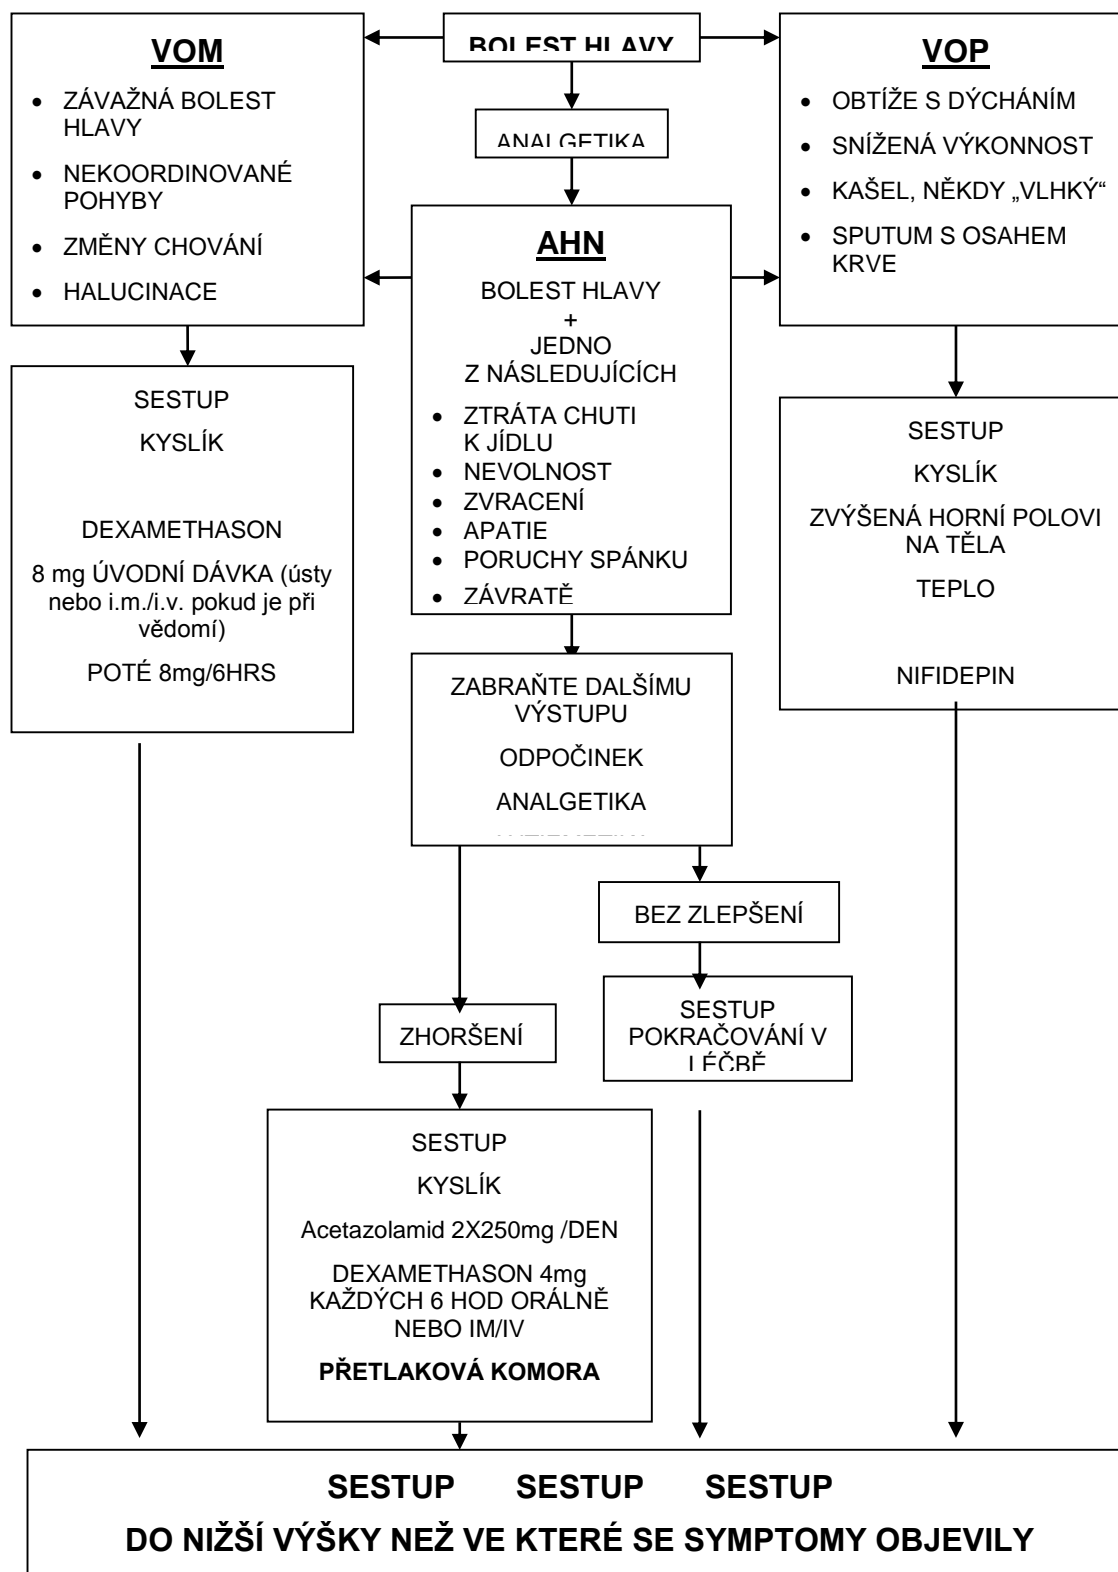 BOLEST HLAVY
ANALGETIKA
VOM
• ZÁVAŽNÁ BOLEST
HLAVY
• NEKOORDINOVANÉ
POHYBY
• ZMĚNY CHOVÁNÍ
• HALUCINACE
VOP
• OBTÍŽE S DÝCHÁNÍM
• SNÍŽENÁ VÝKONNOST
• KAŠEL, NĚKDY „VLHKÝ“
• SPUTUM S OSAHEM
KRVE
AHN
BOLEST HLAVY
+
JEDNO
Z NÁSLEDUJÍCÍCH
• ZTRÁTA CHUTI
K JÍDLU
• NEVOLNOST
• ZVRACENÍ
• APATIE
• PORUCHY SPÁNKU
• ZÁVRATĚ
SESTUP
KYSLÍK
DEXAMETHASON
8 mg ÚVODNÍ DÁVKA (ústy
nebo i.m./i.v. pokud je při
vědomí)
POTÉ 8mg/6HRS
SESTUP
KYSLÍK
ZVÝŠENÁ HORNÍ POLOVI
NA TĚLA
TEPLO
NIFIDEPIN
ZABRAŇTE DALŠÍMU
VÝSTUPU
ODPOČINEK
ANALGETIKA
BEZ ZLEPŠENÍ
SESTUP
POKRAČOVÁNÍ V
LÉČBĚ
ZHORŠENÍ
SESTUP
KYSLÍK
Acetazolamid 2X250mg /DEN
DEXAMETHASON 4mg
KAŽDÝCH 6 HOD ORÁLNĚ
NEBO IM/IV
PŘETLAKOVÁ KOMORA
SESTUP SESTUP SESTUP
DO NIŽŠÍ VÝŠKY NEŽ VE KTERÉ SE SYMPTOMY OBJEVILY